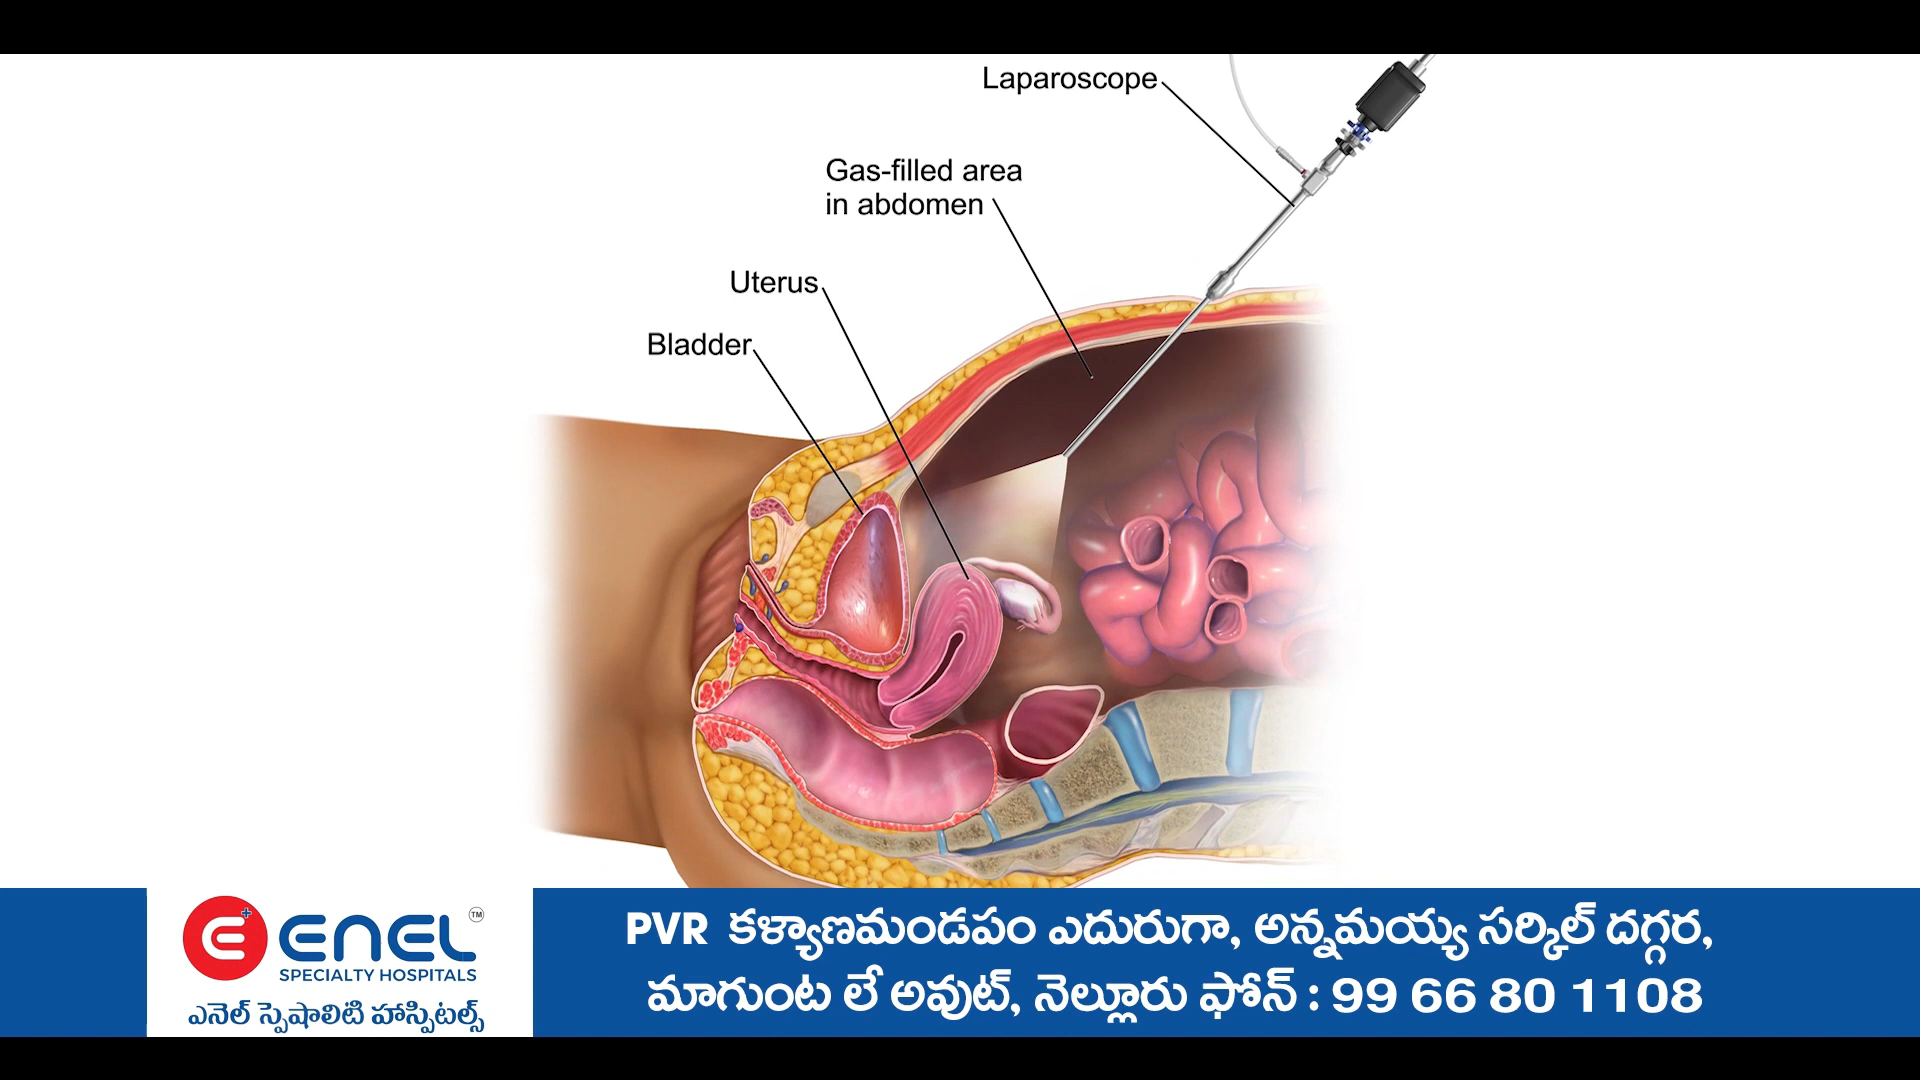 Laparoscope
Gas-filled area
in abdomen
Uterus
Bladder
ENEL™
SPECIALTY HOSPITALS
ఎనెల్ స్పెషాలిటి హాస్పిటల్స్
PVR కళ్యాణమండపం ఎదురుగా, అన్నమయ్య సర్కిల్ దగ్గర,
మాగుంట లే అవుట్, నెల్లూరు ఫోన్ : 99 66 80 1108